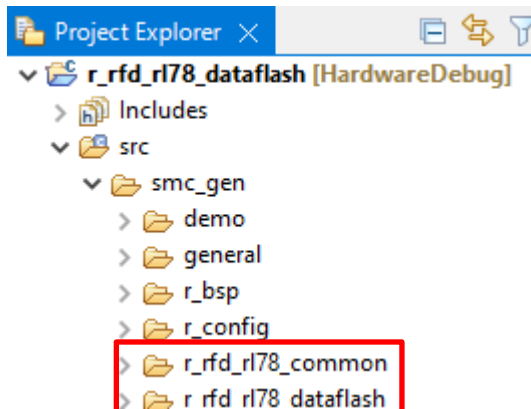 Project Explorer
r_rfd_rl78_dataflash [HardwareDebug]
Includes
src
smc_gen
demo
general
r_bsp
r_config
r_rfd_rl78_common
r_rfd_rl78_dataflash